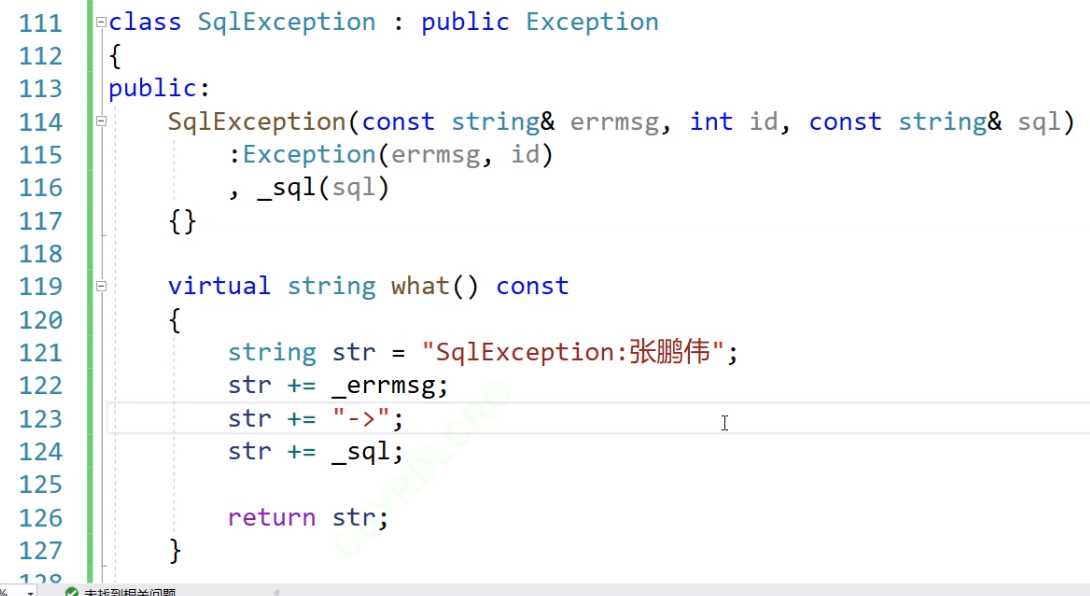 111 class SqlException : public Exception
112 {
113 public:
114 SqlException(const string& errmsg, int id, const string& sql)
115 :Exception(errmsg, id)
116 , _sql(sql)
117 {}
118
119 virtual string what() const
120 {
121 string str = "SqlException:张鹏伟";
122 str += _errmsg;
123 str += "->";
124 str += _sql;
125
126 return str;
127 }
128
% 未找到相关问题